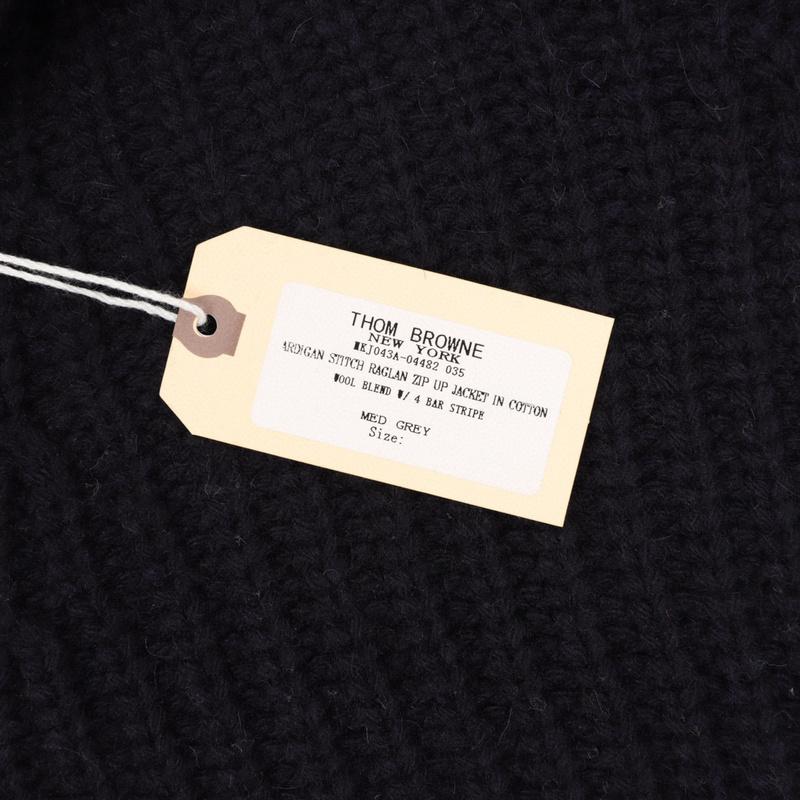 THOM BROWNE
NEW YORK
MKJ043A-04482 035
ARDIGAN STITCH RAGLAN ZIP UP JACKET IN COTTON
WOOL BLEND W/ 4 BAR STRIPE
MED GREY
Size: